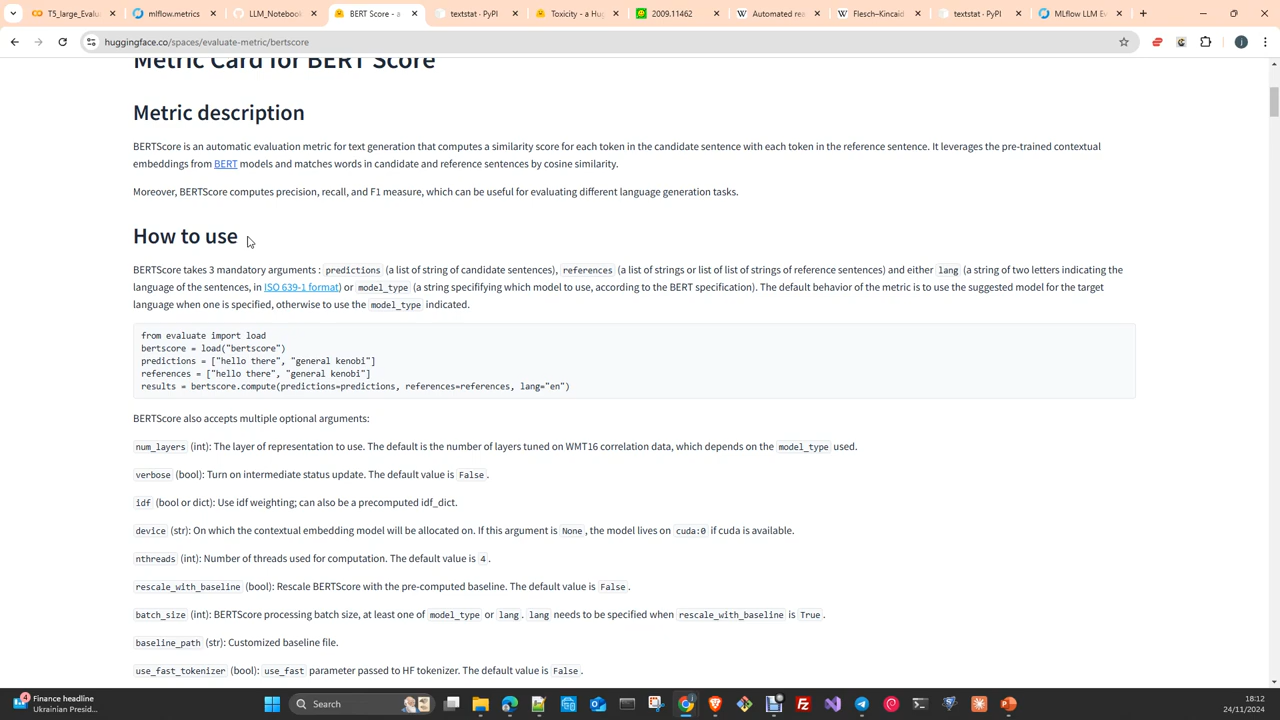 T5_large_Evalu
mlflow.metrics
LLM_Notebook
BERT Score - a
textstat · PyPI
Toxicity - a Hug
2009.11462
Automated rea
Flesch–Kincaid
textstat · PyPI
MLflow LLM Ev
huggingface.co/spaces/evaluate-metric/bertscore
Metric Card for BERT Score
Metric description
BERTScore is an automatic evaluation metric for text generation that computes a similarity score for each token in the candidate sentence with each token in the reference sentence. It leverages the pre-trained contextual
embeddings from BERT models and matches words in candidate and reference sentences by cosine similarity.
Moreover, BERTScore computes precision, recall, and F1 measure, which can be useful for evaluating different language generation tasks.
How to use
BERTScore takes 3 mandatory arguments : predictions (a list of string of candidate sentences), references (a list of strings or list of list of strings of reference sentences) and either lang (a string of two letters indicating the
language of the sentences, in ISO 639-1 format) or model_type (a string specififying which model to use, according to the BERT specification). The default behavior of the metric is to use the suggested model for the target
language when one is specified, otherwise to use the model_type indicated.
from evaluate import load
bertscore = load("bertscore")
predictions = ["hello there", "general kenobi"]
references = ["hello there", "general kenobi"]
results = bertscore.compute(predictions=predictions, references=references, lang="en")
BERTScore also accepts multiple optional arguments:
num_layers (int): The layer of representation to use. The default is the number of layers tuned on WMT16 correlation data, which depends on the model_type used.
verbose (bool): Turn on intermediate status update. The default value is False.
idf (bool or dict): Use idf weighting; can also be a precomputed idf_dict.
device (str): On which the contextual embedding model will be allocated on. If this argument is None, the model lives on cuda:0 if cuda is available.
nthreads (int): Number of threads used for computation. The default value is 4.
rescale_with_baseline (bool): Rescale BERTScore with the pre-computed baseline. The default value is False.
batch_size (int): BERTScore processing batch size, at least one of model_type or lang. lang needs to be specified when rescale_with_baseline is True.
baseline_path (str): Customized baseline file.
use_fast_tokenizer (bool): use_fast parameter passed to HF tokenizer. The default value is False.
Finance headline
Ukrainian Presid...
Search
18:12
24/11/2024